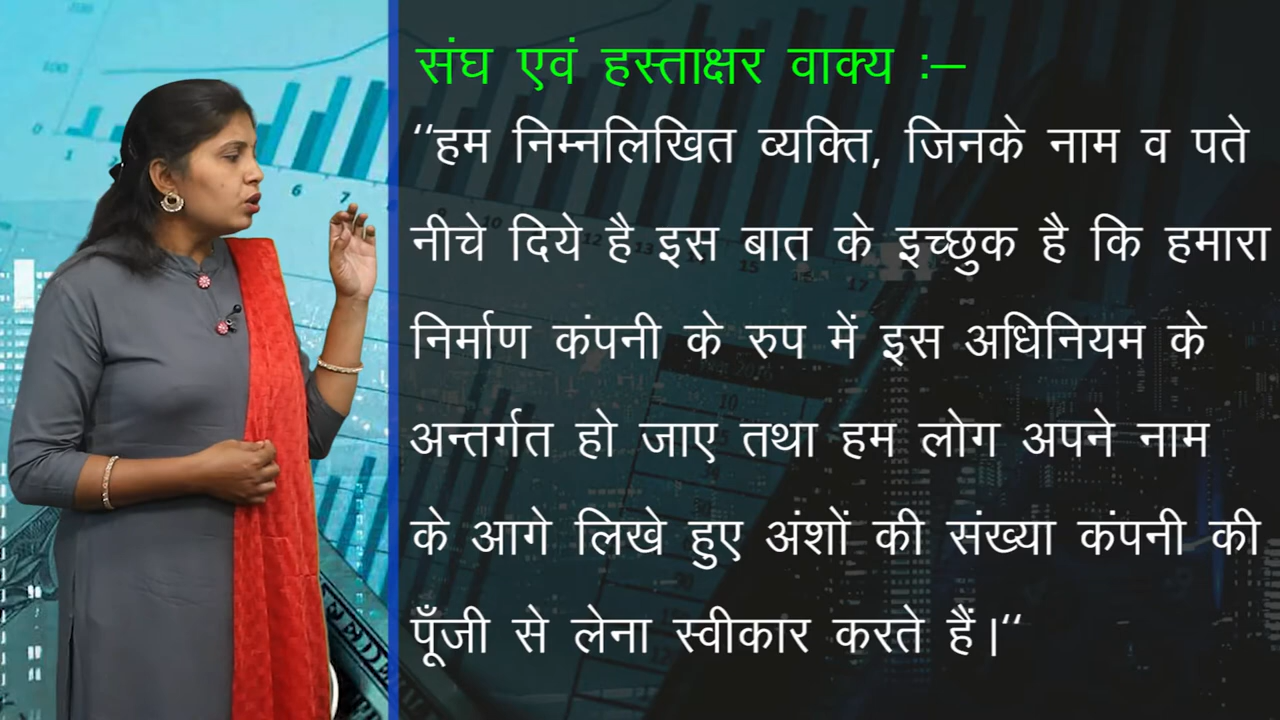 संघ एवं हस्ताक्षर वाक्य :–
“हम निम्नलिखित व्यक्ति, जिनके नाम व पते
नीचे दिये है इस बात के इच्छुक है कि हमारा
निर्माण कंपनी के रुप में इस अधिनियम के
अन्तर्गत हो जाए तथा हम लोग अपने नाम
के आगे लिखे हुए अंशों की संख्या कंपनी की
पूँजी से लेना स्वीकार करते हैं।“